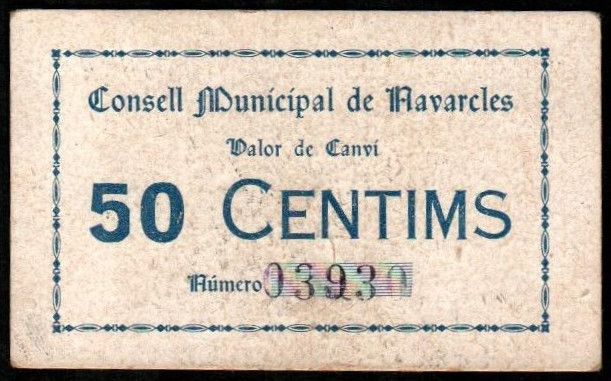 Consell Municipal de Navarcles
Valor de Canvi
50 CENTIMS
Número 03930